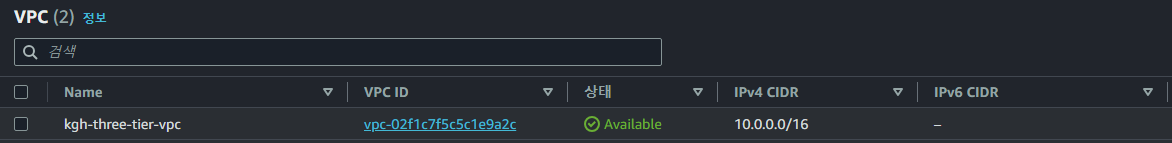 VPC (2) 정보
검색
Name VPC ID 상태 IPv4 CIDR IPv6 CIDR
kgh-three-tier-vpc vpc-02f1c7f5c5c1e9a2c Available 10.0.0.0/16 –